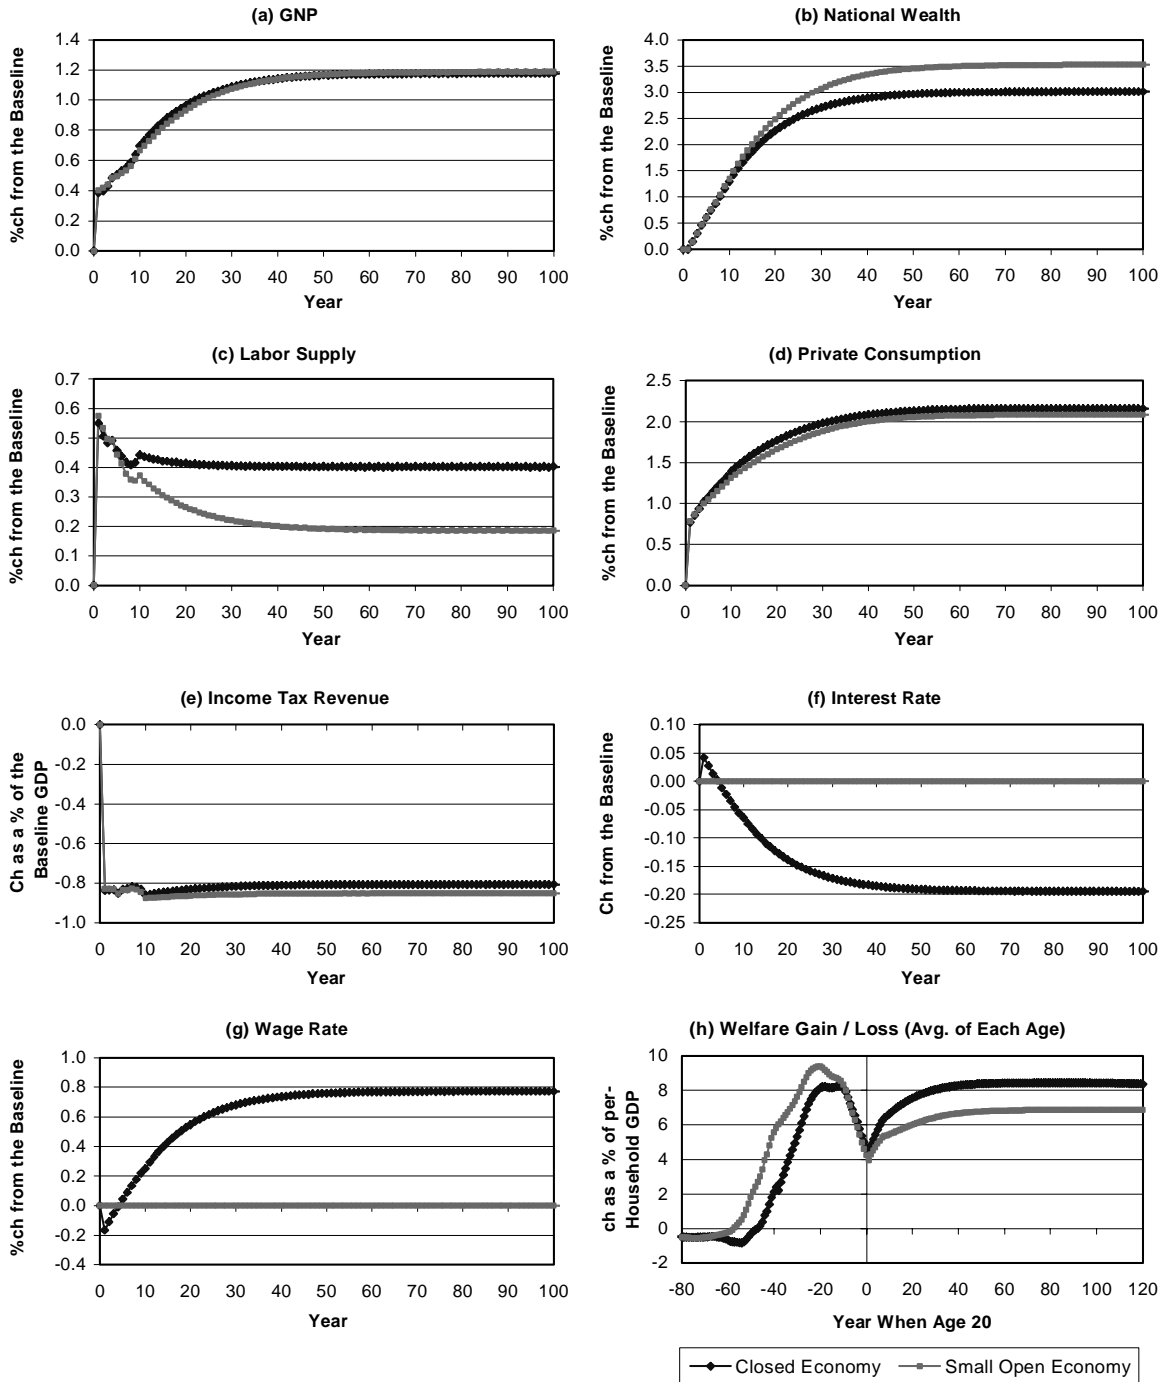 (a) GNP
%ch from the Baseline
1.4
1.2
1.0
0.8
0.6
0.4
0.2
0.0
0 10 20 30 40 50 60 70 80 90 100
Year
(b) National Wealth
%ch from the Baseline
4.0
3.5
3.0
2.5
2.0
1.5
1.0
0.5
0.0
0 10 20 30 40 50 60 70 80 90 100
Year
(c) Labor Supply
%ch from the Baseline
0.7
0.6
0.5
0.4
0.3
0.2
0.1
0.0
0 10 20 30 40 50 60 70 80 90 100
Year
(d) Private Consumption
%ch from the Baseline
2.5
2.0
1.5
1.0
0.5
0.0
0 10 20 30 40 50 60 70 80 90 100
Year
(e) Income Tax Revenue
Ch as a % of the
Baseline GDP
0.0
-0.2
-0.4
-0.6
-0.8
-1.0
0 10 20 30 40 50 60 70 80 90 100
Year
(f) Interest Rate
Ch from the Baseline
0.10
0.05
0.00
-0.05
-0.10
-0.15
-0.20
-0.25
0 10 20 30 40 50 60 70 80 90 100
Year
(g) Wage Rate
%ch from the Baseline
1.0
0.8
0.6
0.4
0.2
0.0
-0.2
-0.4
0 10 20 30 40 50 60 70 80 90 100
Year
(h) Welfare Gain / Loss (Avg. of Each Age)
ch as a % of per-
Household GDP
10
8
6
4
2
0
-2
-80 -60 -40 -20 0 20 40 60 80 100 120
Year When Age 20
Closed Economy Small Open Economy